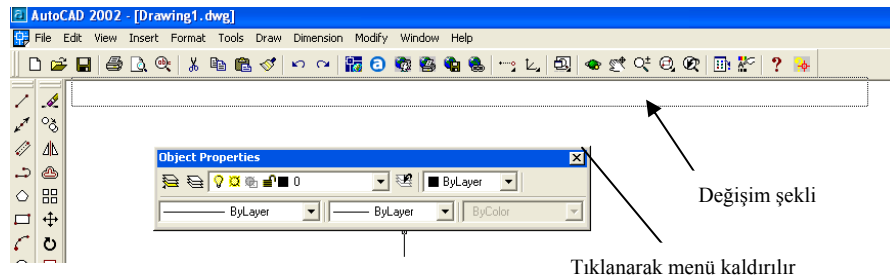 AutoCAD 2002 - [Drawing1.dwg]
File Edit View Insert Format Tools Draw Dimension Modify Window Help
Object Properties
0 ByLayer
ByLayer ByLayer ByColor
Değişim şekli
Tıklanarak menü kaldırılır